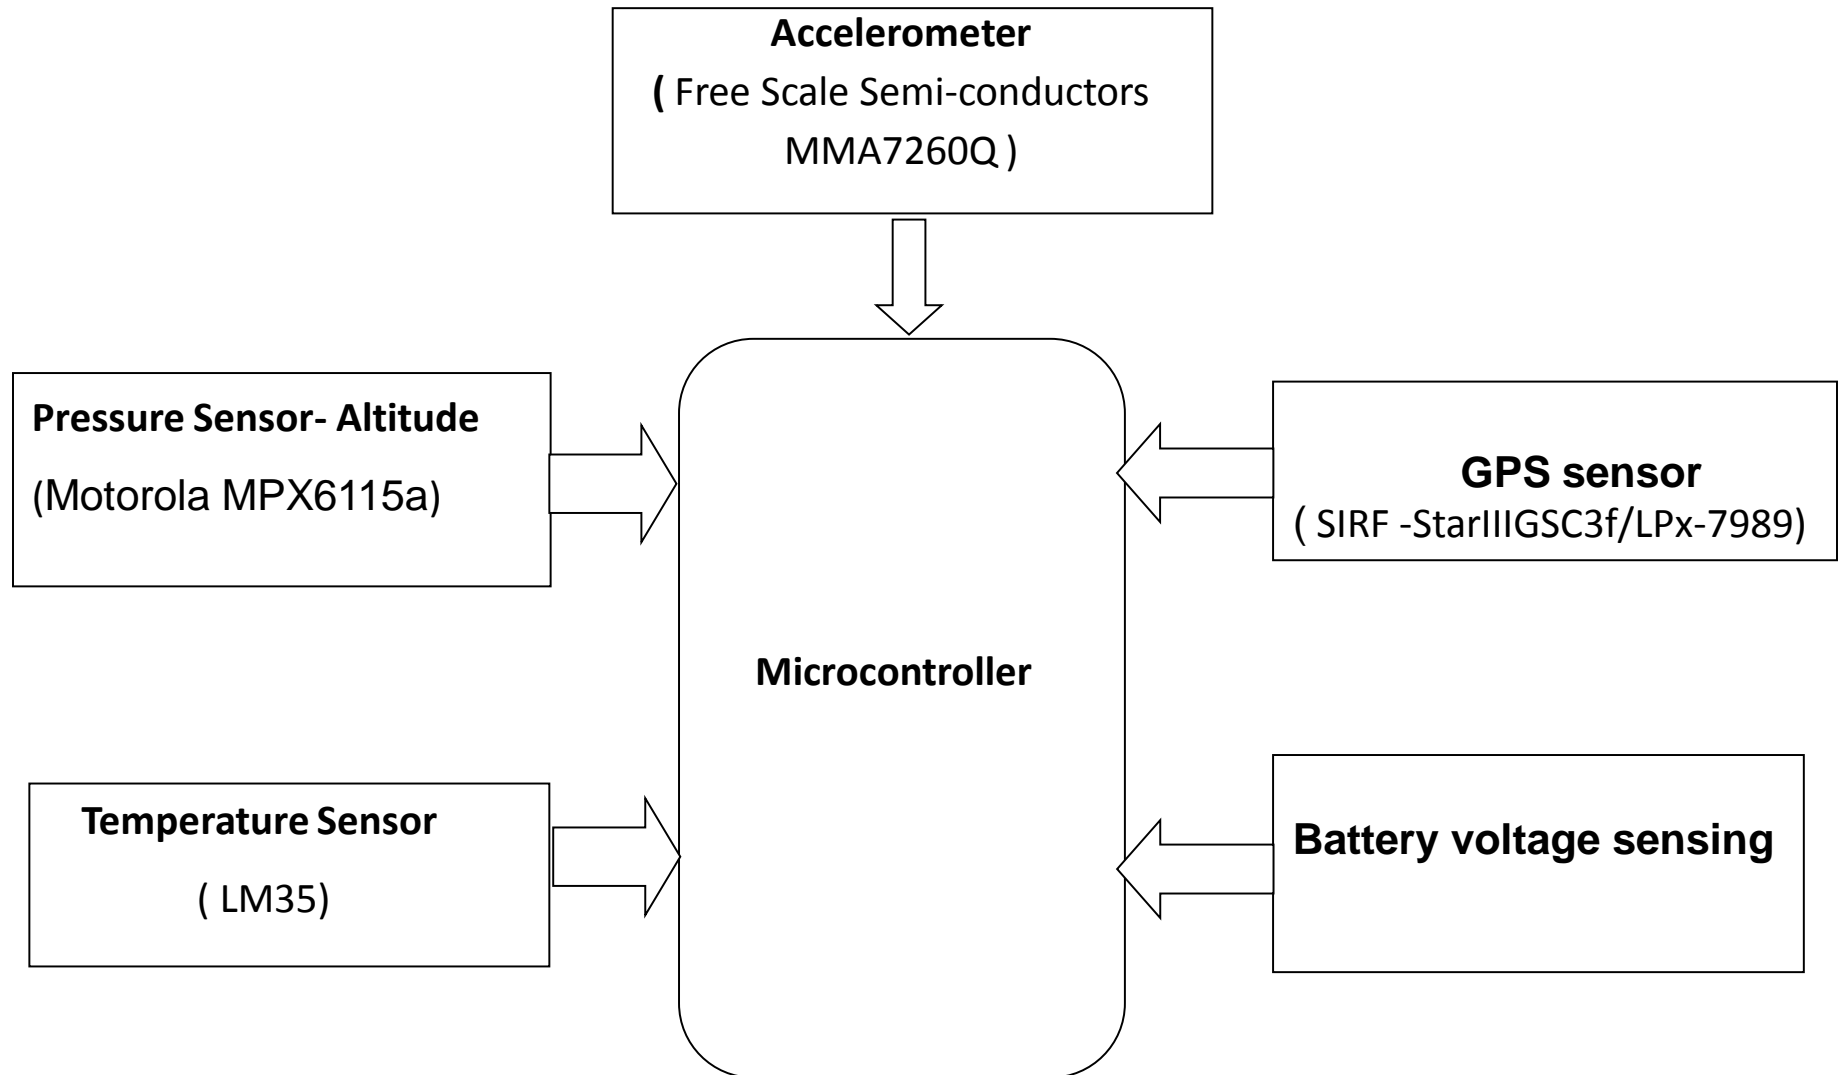 Accelerometer
( Free Scale Semi-conductors
MMA7260Q )
Pressure Sensor- Altitude
(Motorola MPX6115a)
GPS sensor
( SIRF -StarIIIGSC3f/LPx-7989)
Microcontroller
Temperature Sensor
( LM35)
Battery voltage sensing